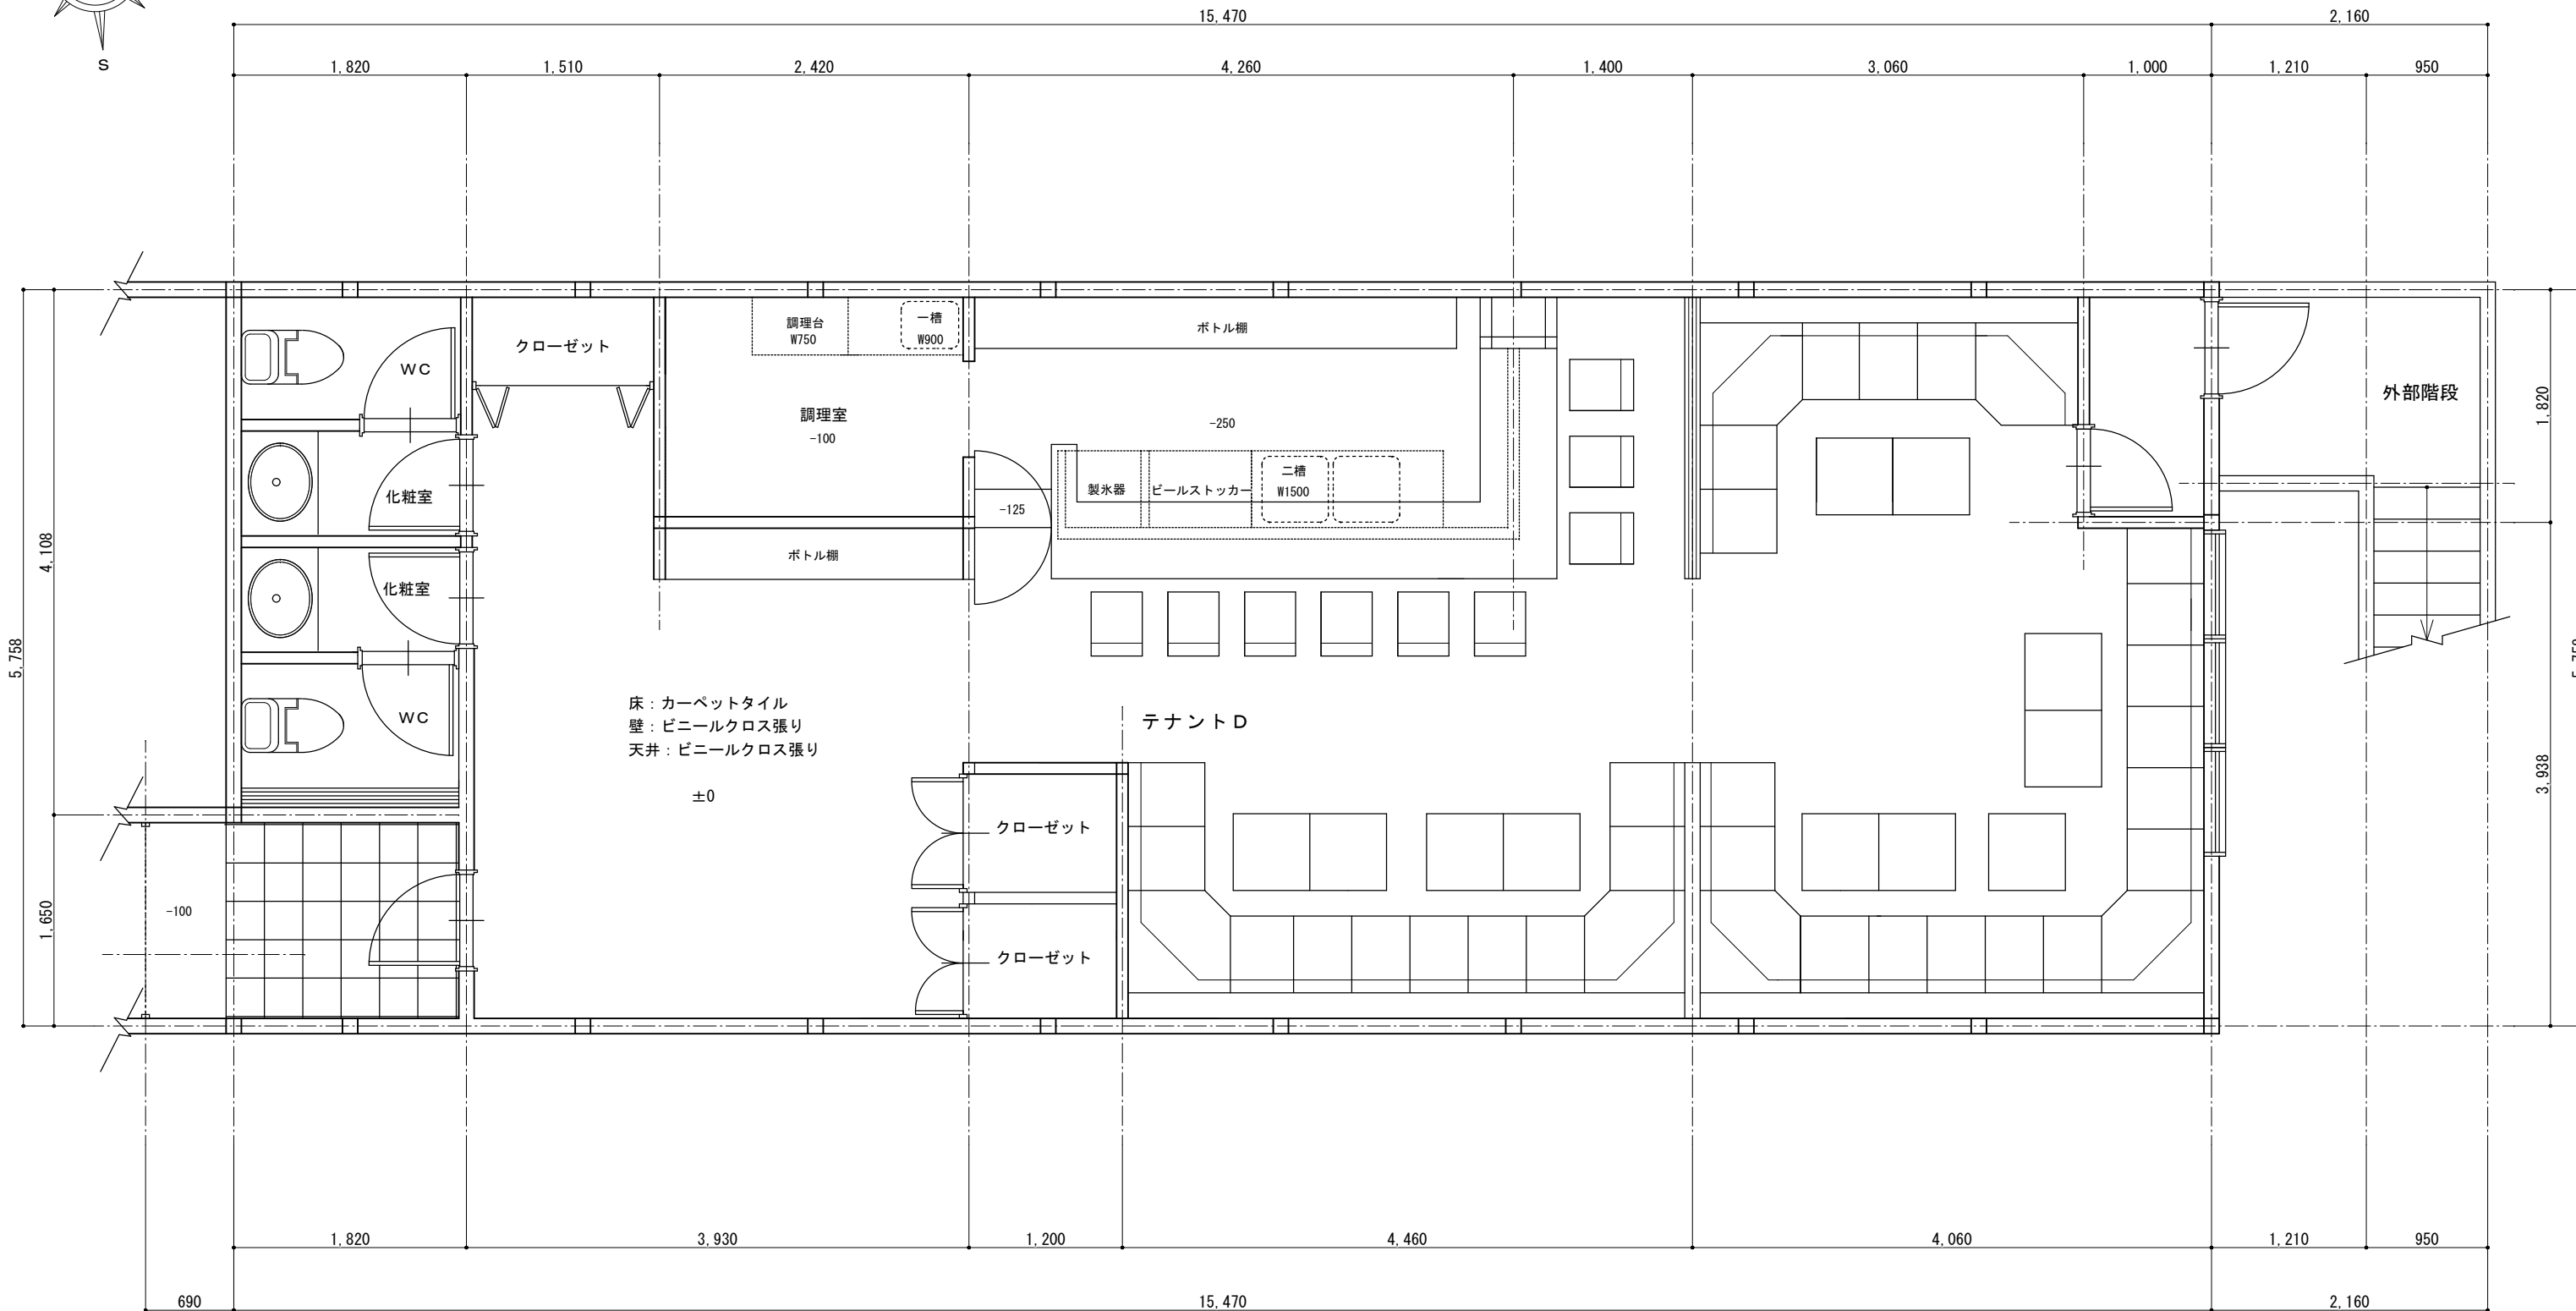 S
15,470
2,160
1,820
1,510
2,420
4,260
1,400
3,060
1,000
1,210
950
調理台
W750
一槽
W900
ボトル棚
クローゼット
WC
調理室
-100
-250
外部階段
1,820
化粧室
製氷器
ビールストッカー
二槽
W1500
-125
4,108
ボトル棚
化粧室
5,758
WC
床：カーペットタイル
壁：ビニールクロス張り
天井：ビニールクロス張り
テナントD
±0
3,938
クローゼット
-100
1,650
クローゼット
1,820
3,930
1,200
4,460
4,060
1,210
950
690
15,470
2,160